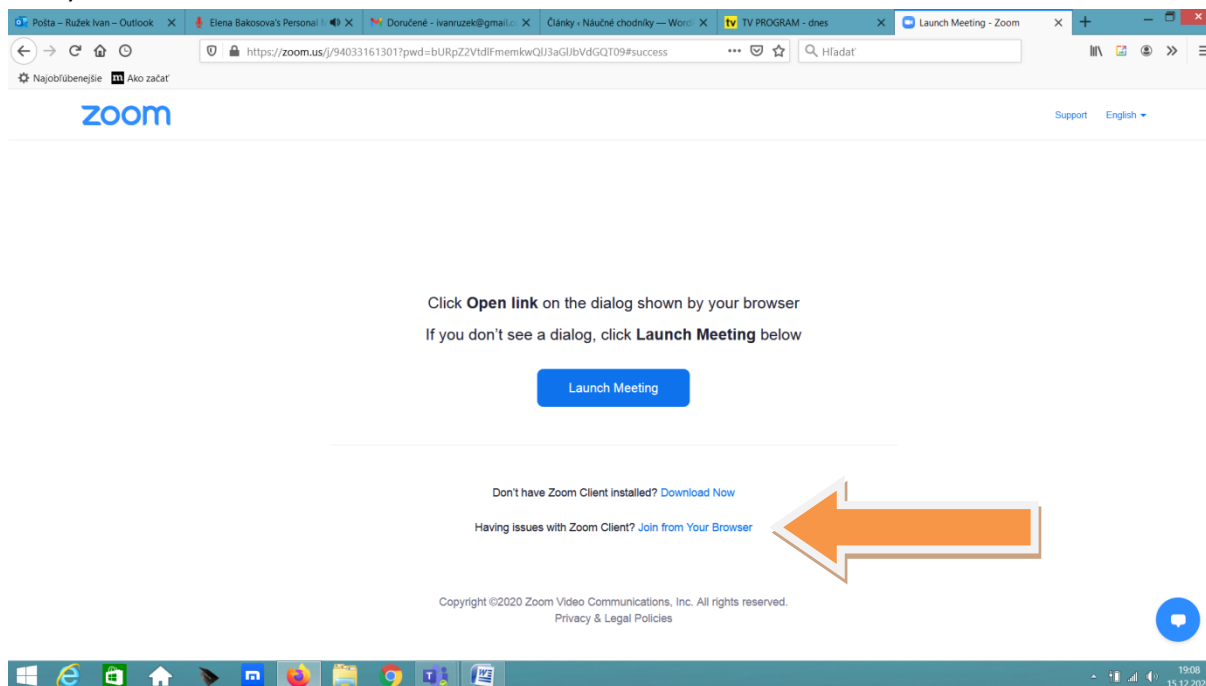 Pošta – Ružek Ivan – Outlook
Elena Bakosova's Personal
Doručené - ivanruzek@gmail.c
Články ‹ Náučné chodníky — Word
tv TV PROGRAM - dnes
Launch Meeting - Zoom
https://zoom.us/j/94033161301?pwd=bURpZ2VtdlFmemkwQlJ3aGlJbVdGQT09#success
Hľadať
Najobľúbenejšie
m Ako začať
zoom
Support English
Click Open link on the dialog shown by your browser
If you don't see a dialog, click Launch Meeting below
Launch Meeting
Don't have Zoom Client installed? Download Now
Having issues with Zoom Client? Join from Your Browser
Copyright ©2020 Zoom Video Communications, Inc. All rights reserved.
Privacy & Legal Policies
19:08
15.12.202